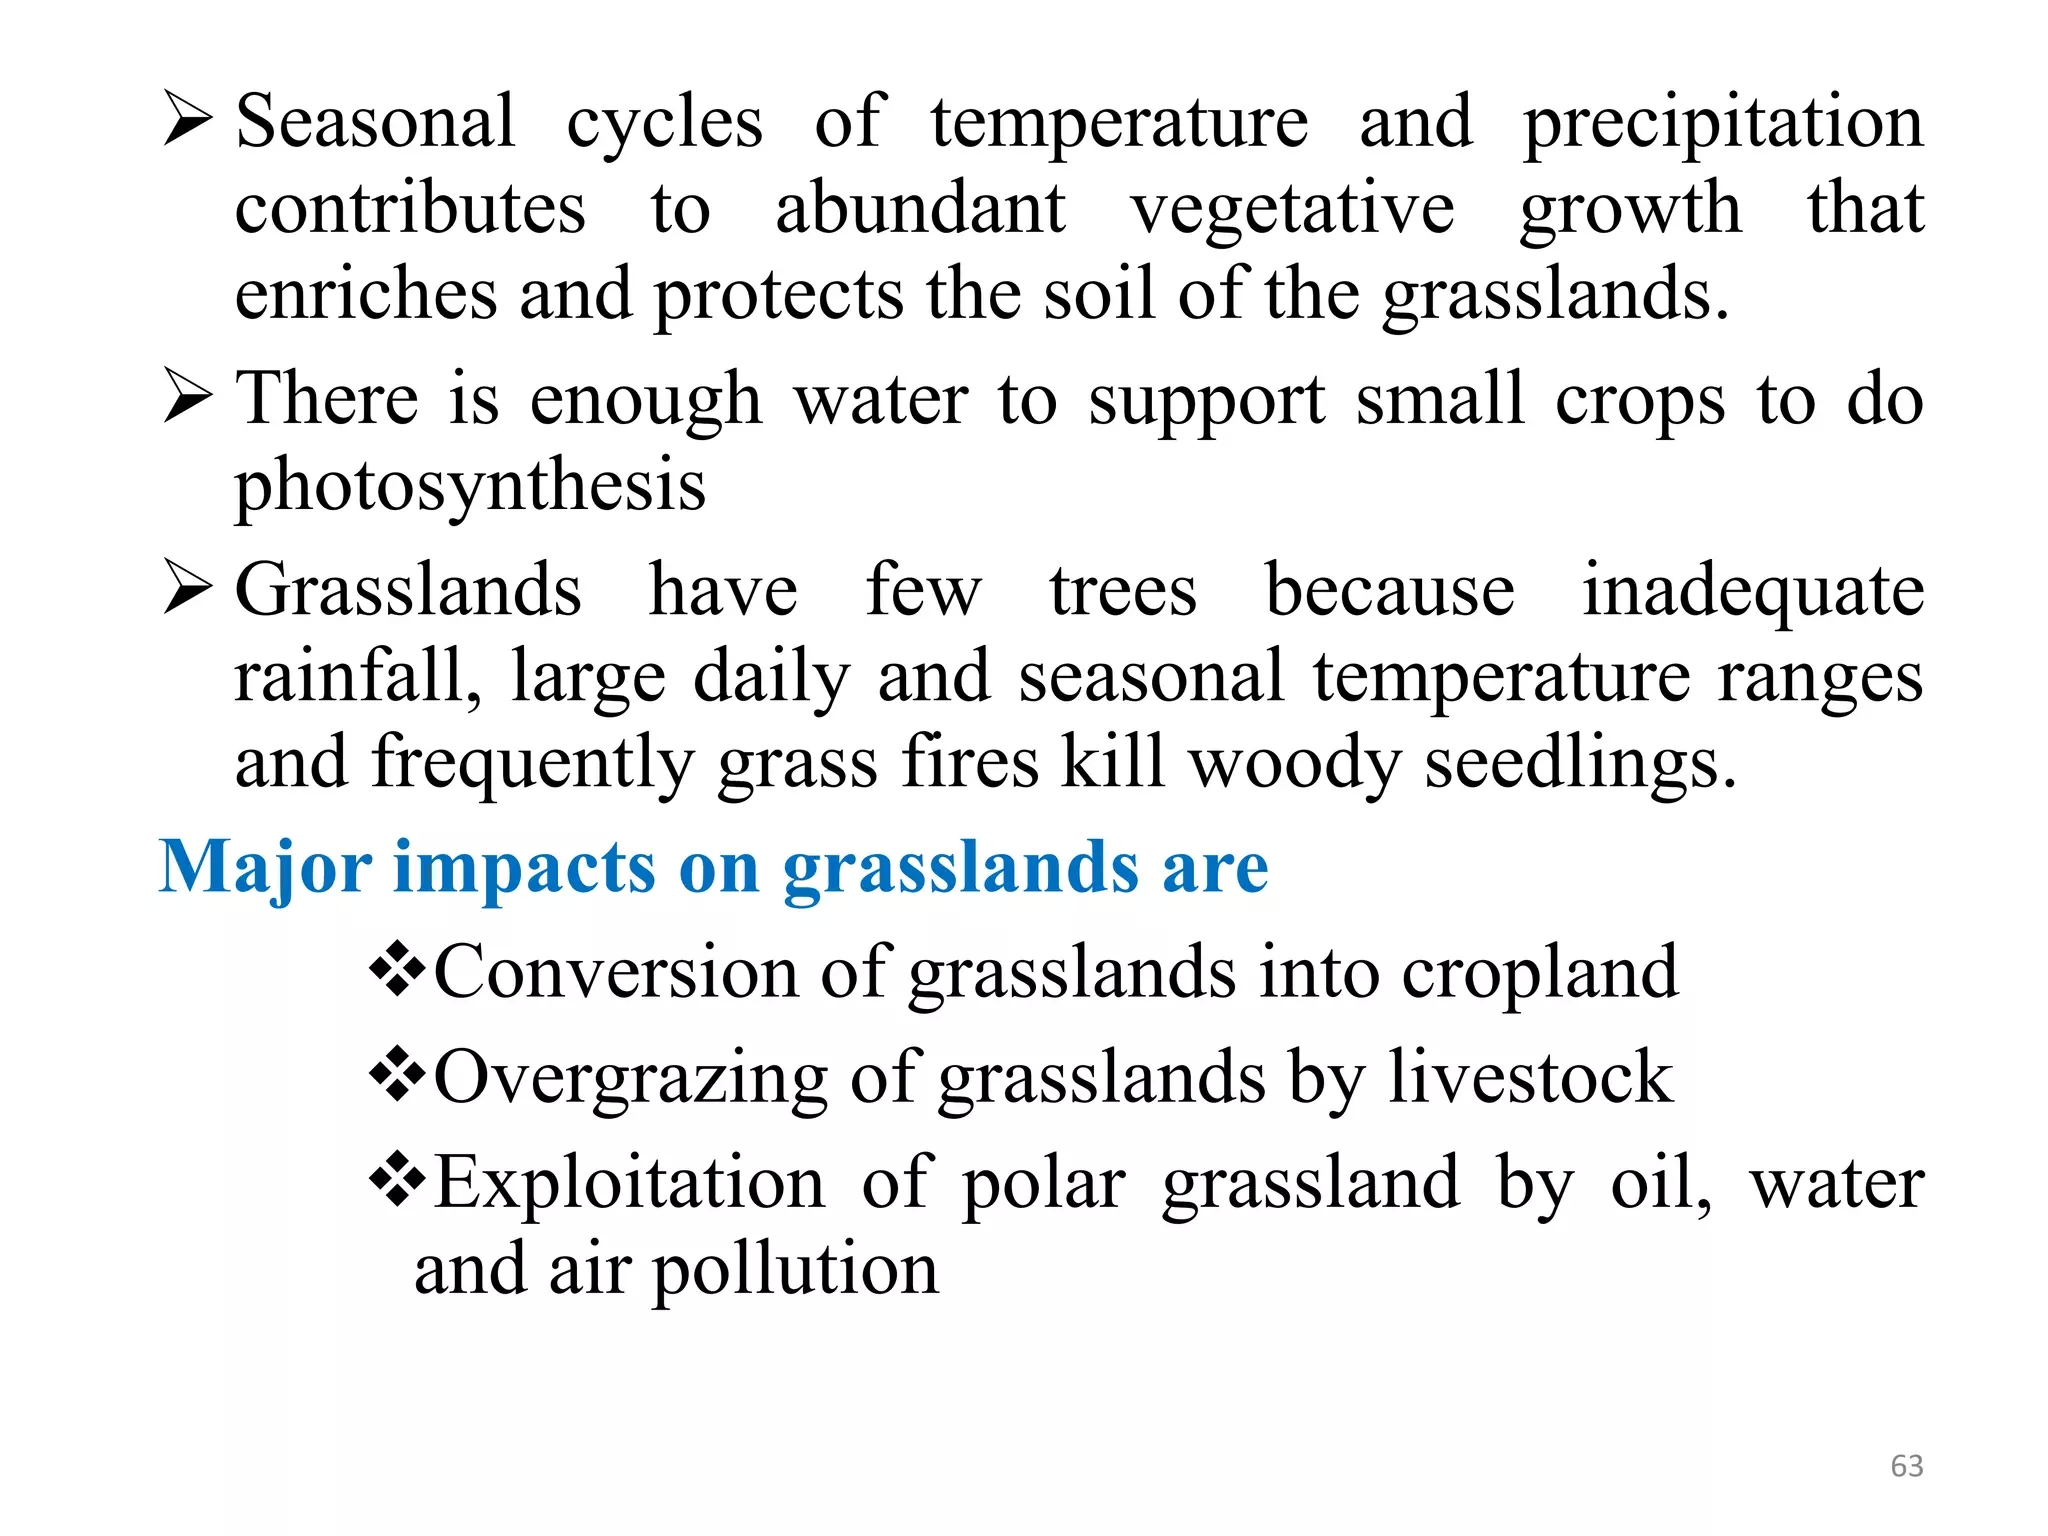 ➢ Seasonal cycles of temperature and precipitation
contributes to abundant vegetative growth that
enriches and protects the soil of the grasslands.
➢ There is enough water to support small crops to do
photosynthesis
➢ Grasslands have few trees because inadequate
rainfall, large daily and seasonal temperature ranges
and frequently grass fires kill woody seedlings.
Major impacts on grasslands are
❖Conversion of grasslands into cropland
❖Overgrazing of grasslands by livestock
❖Exploitation of polar grassland by oil, water
and air pollution
63